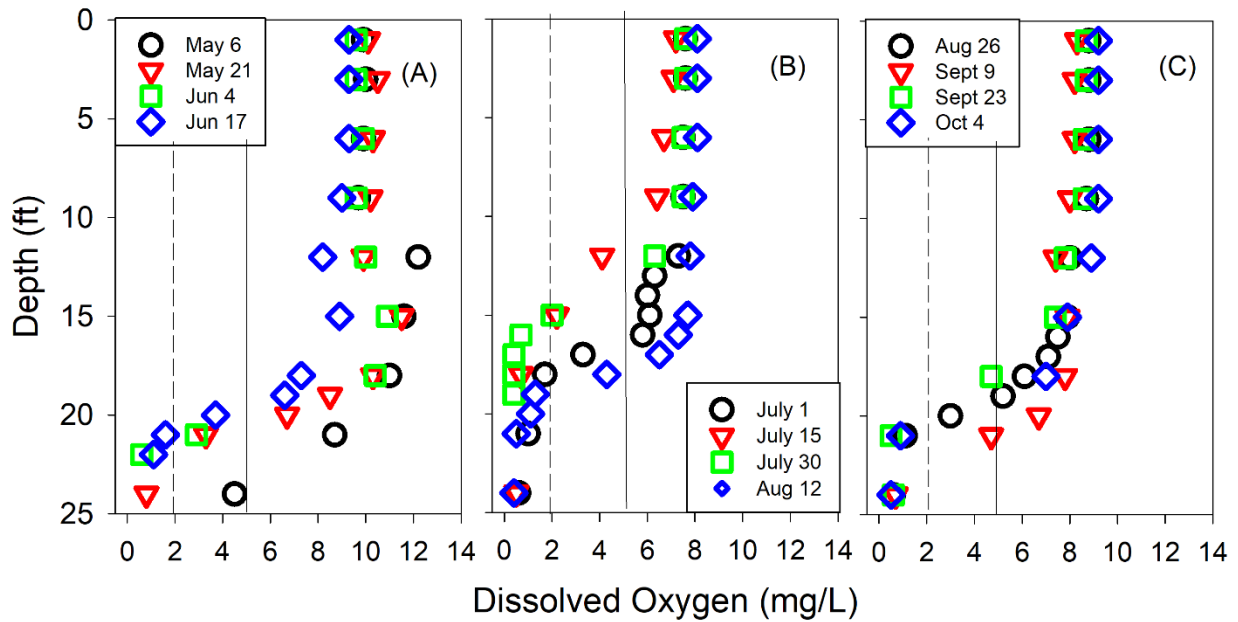 0
5
10
15
20
25
Depth (ft)
May 6
May 21
Jun 4
Jun 17
(A)
0 2 4 6 8 10 12 14
(B)
July 1
July 15
July 30
Aug 12
0 2 4 6 8 10 12 14
Aug 26
Sept 9
Sept 23
Oct 4
(C)
0 2 4 6 8 10 12 14
Dissolved Oxygen (mg/L)